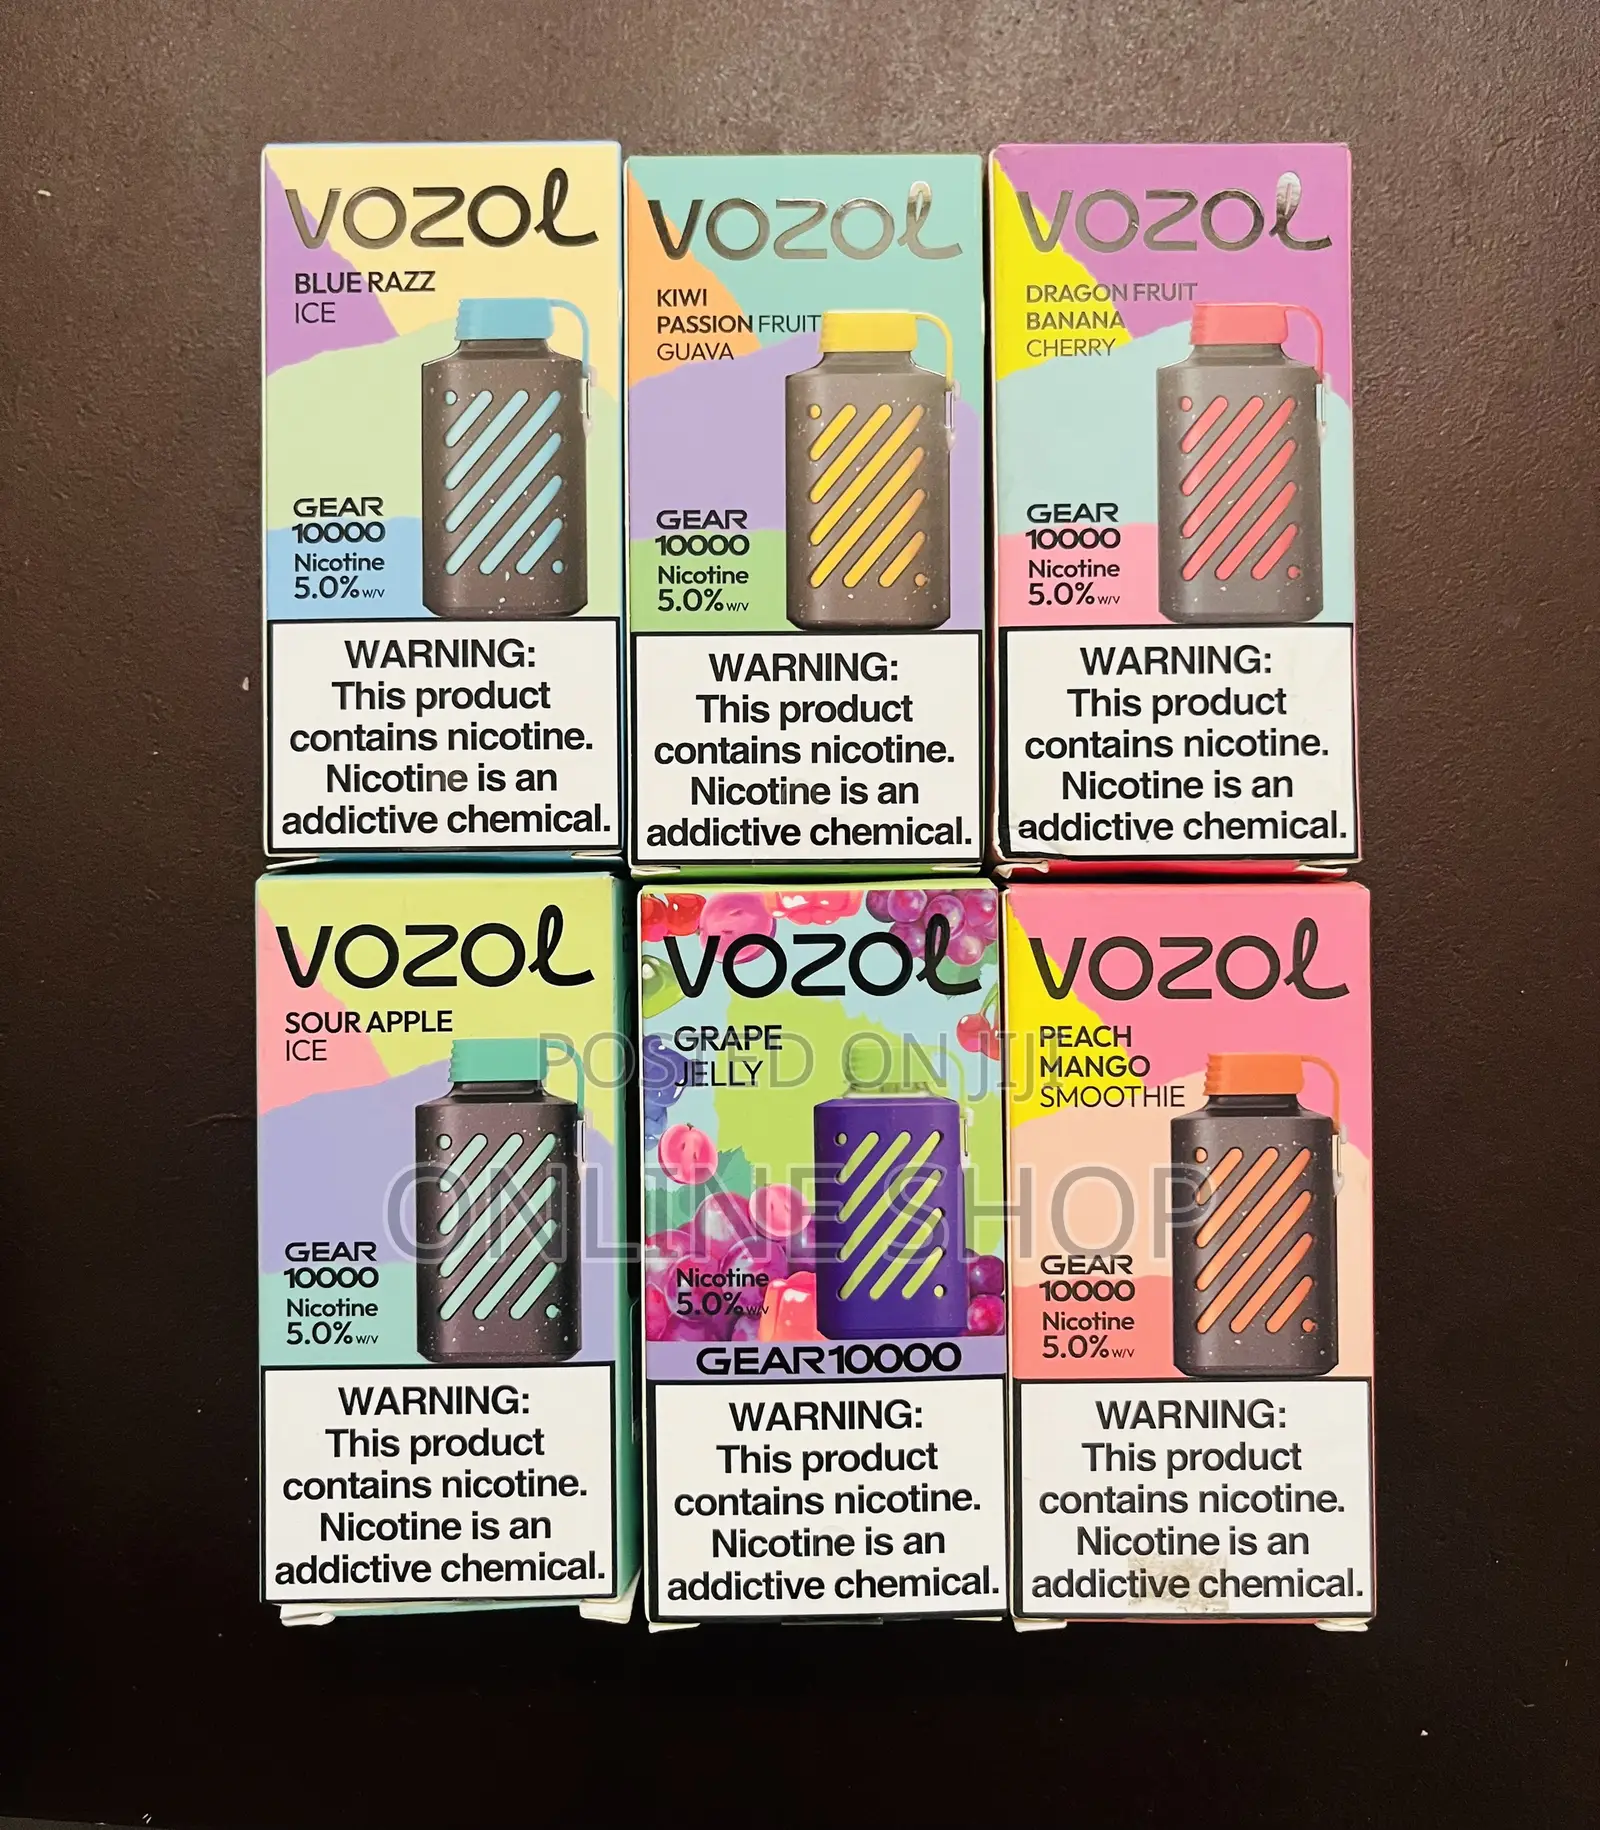 VOZOL
BLUE RAZZ
ICE
GEAR
10000
Nicotine
5.0% w/v
WARNING:
This product
contains nicotine.
Nicotine is an
addictive chemical.
VOZOL
KIWI
PASSION FRUIT
GUAVA
GEAR
10000
Nicotine
5.0% w/v
WARNING:
This product
contains nicotine.
Nicotine is an
addictive chemical.
VOZOL
DRAGON FRUIT
BANANA
CHERRY
GEAR
10000
Nicotine
5.0% w/v
WARNING:
This product
contains nicotine.
Nicotine is an
addictive chemical.
VOZOL
SOUR APPLE
ICE
GEAR
10000
Nicotine
5.0% w/v
WARNING:
This product
contains nicotine.
Nicotine is an
addictive chemical.
VOZOL
GRAPE
JELLY
Nicotine
5.0% w/v
GEAR 10000
WARNING:
This product
contains nicotine.
Nicotine is an
addictive chemical.
VOZOL
PEACH
MANGO
SMOOTHIE
GEAR
10000
Nicotine
5.0% w/v
WARNING:
This product
contains nicotine.
Nicotine is an
addictive chemical.
POSTED ON JIJI
ONLINE SHOP